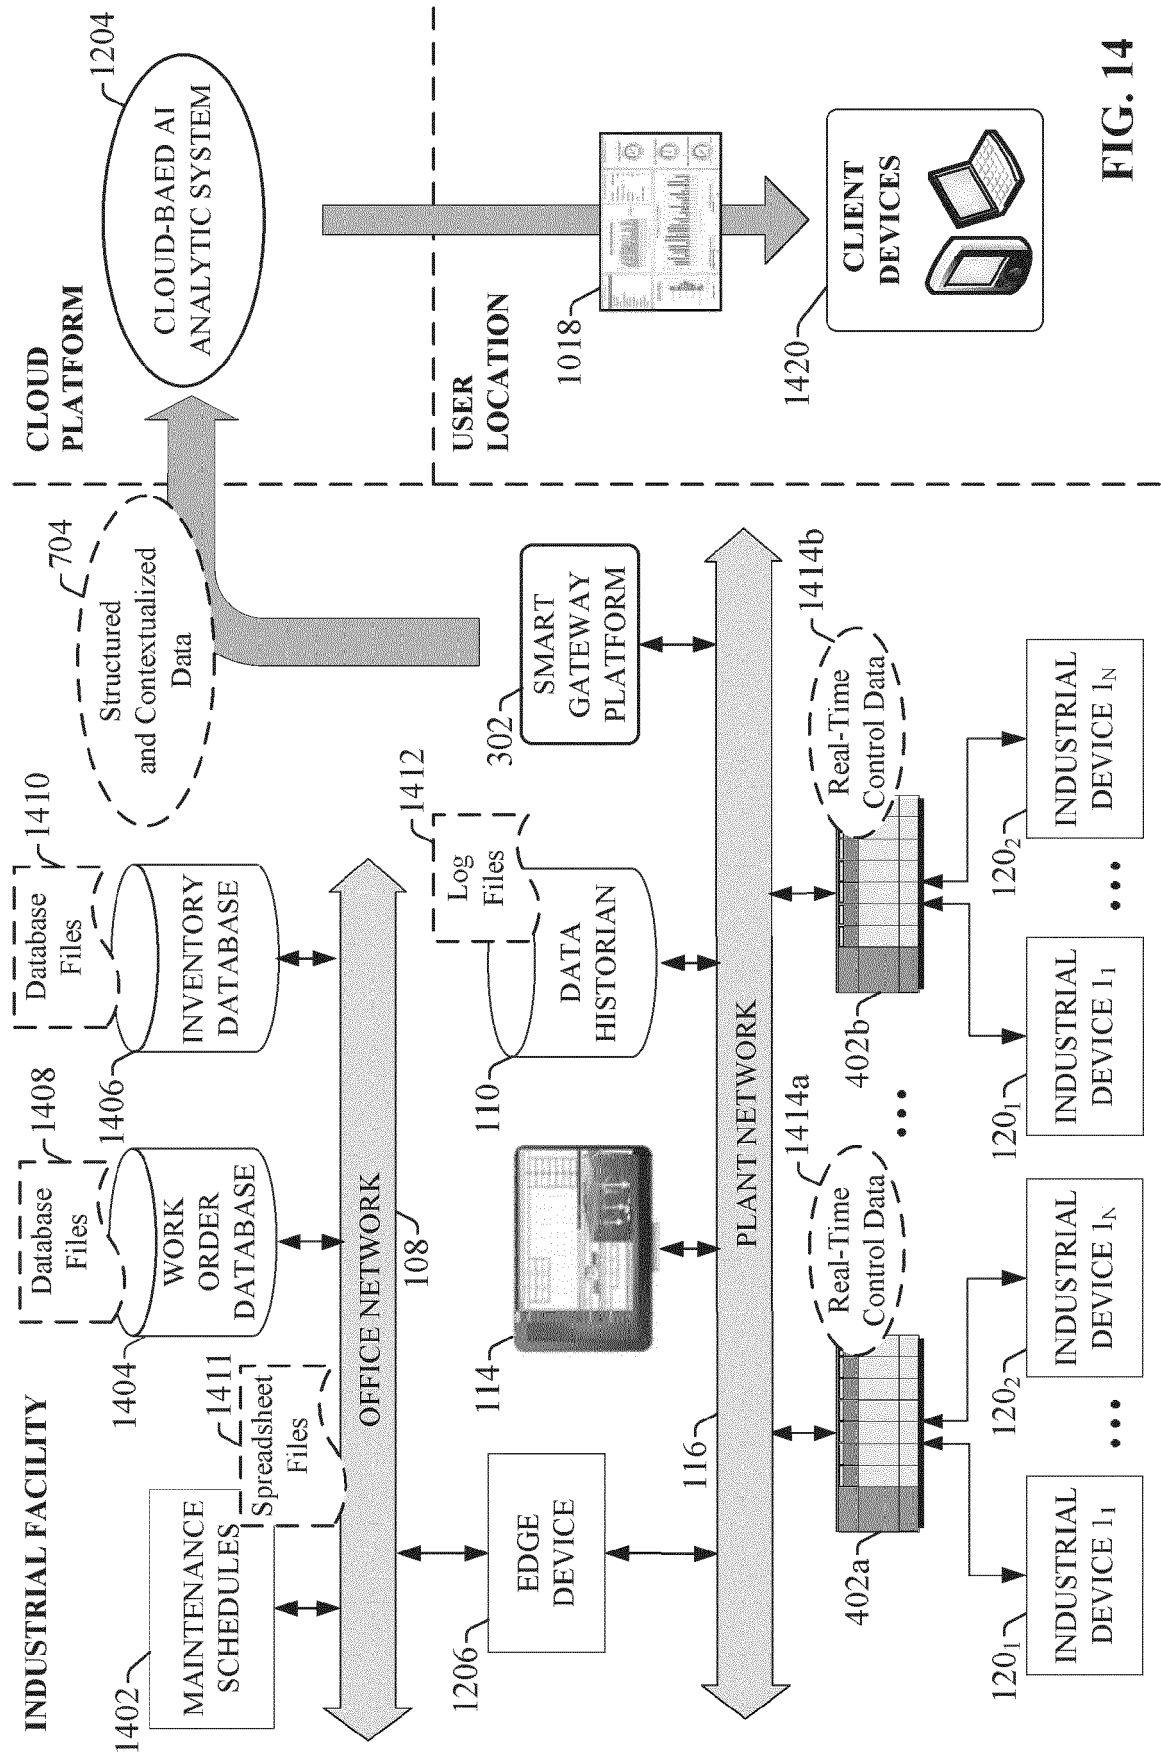 INDUSTRIAL FACILITY
CLOUD
PLATFORM
1402
MAINTENANCE
SCHEDULES
1411
Spreadsheet
Files
1404
WORK
ORDER
DATABASE
Database
Files
1408
1406
INVENTORY
DATABASE
Database
Files
1410
704
Structured
and Contextualized
Data
CLOUD-BAED AI
ANALYTIC SYSTEM
1204
OFFICE NETWORK
108
1206
EDGE
DEVICE
114
110
DATA
HISTORIAN
Log
Files
1412
302
SMART
GATEWAY
PLATFORM
USER
LOCATION
1018
1420
CLIENT
DEVICES
116
PLANT NETWORK
402a
Real-Time
Control Data
1414a
402b
Real-Time
Control Data
1414b
120₁
INDUSTRIAL
DEVICE 1₁
120₂
INDUSTRIAL
DEVICE 1N
120₁
INDUSTRIAL
DEVICE 1₁
120₂
INDUSTRIAL
DEVICE 1N
FIG. 14